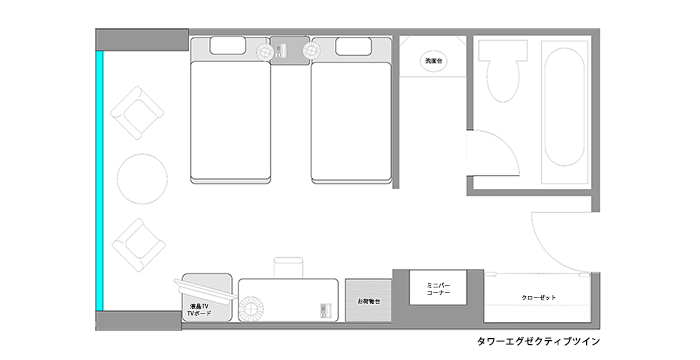 洗面台
液晶TV
TVボード
お荷物台
ミニバー
コーナー
クローゼット
タワーエグゼクティブツイン